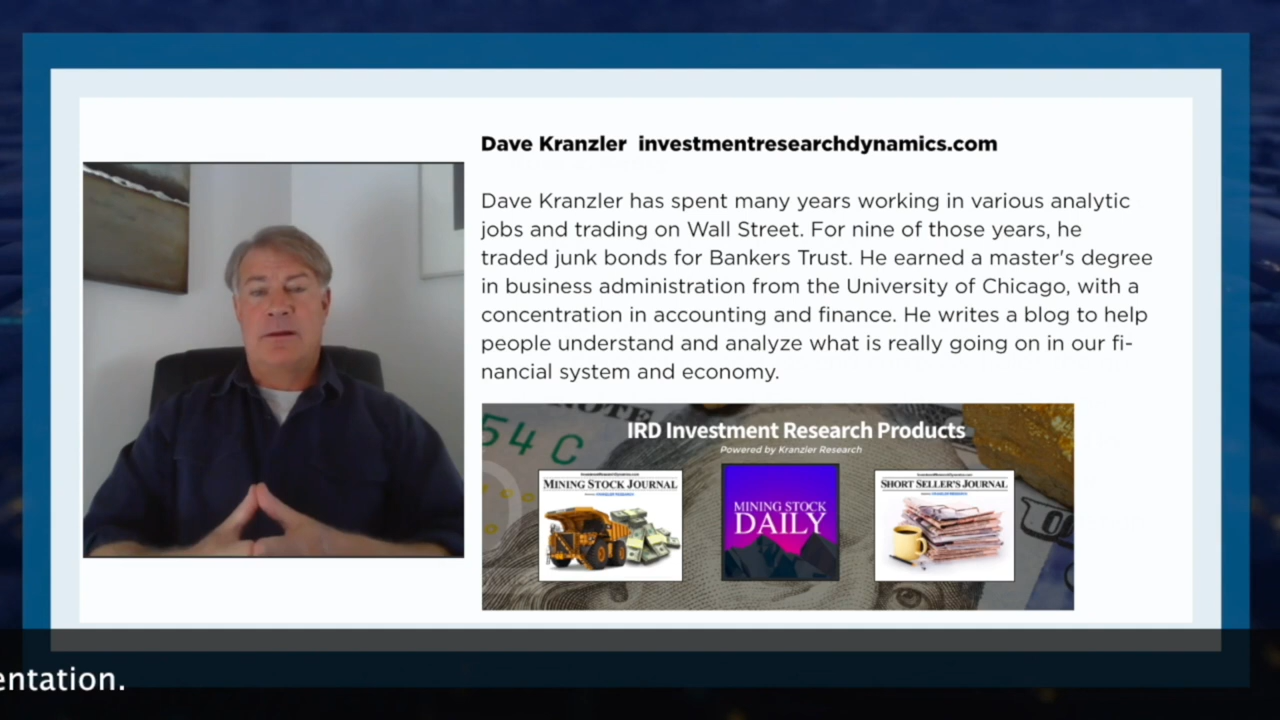 Dave Kranzler investmentresearchdynamics.com
Dave Kranzler has spent many years working in various analytic
jobs and trading on Wall Street. For nine of those years, he
traded junk bonds for Bankers Trust. He earned a master's degree
in business administration from the University of Chicago, with a
concentration in accounting and finance. He writes a blog to help
people understand and analyze what is really going on in our fi-
nancial system and economy.
54 C
IRD Investment Research Products
Powered by Kranzler Research
MINING STOCK JOURNAL
MINING STOCK
DAILY
SHORT SELLER'S JOURNAL
entation.